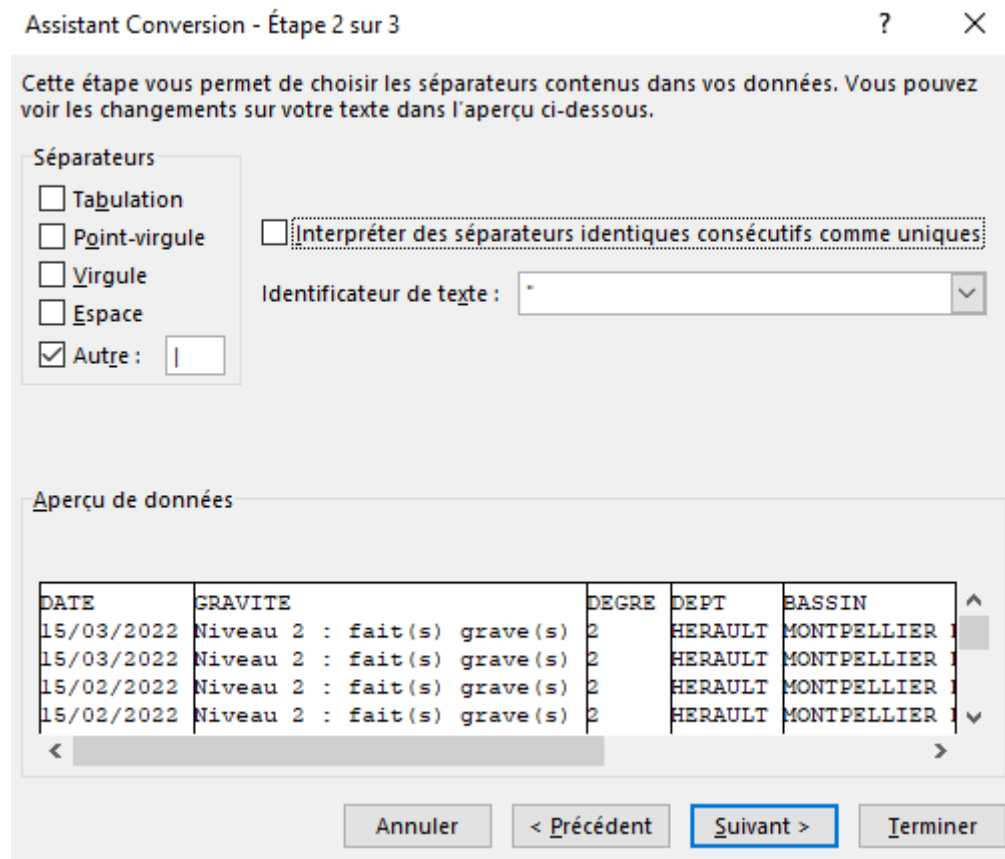 Assistant Conversion - Étape 2 sur 3
Cette étape vous permet de choisir les séparateurs contenus dans vos données. Vous pouvez
voir les changements sur votre texte dans l'aperçu ci-dessous.
Séparateurs
Tabulation
Point-virgule
Virgule
Espace
Autre : |
Interpréter des séparateurs identiques consécutifs comme uniques
Identificateur de texte : "
Aperçu de données
DATE GRAVITE DEGRE DEPT BASSIN
15/03/2022 Niveau 2 : fait(s) grave(s) 2 HERAULT MONTPELLIER
15/03/2022 Niveau 2 : fait(s) grave(s) 2 HERAULT MONTPELLIER
15/02/2022 Niveau 2 : fait(s) grave(s) 2 HERAULT MONTPELLIER
15/02/2022 Niveau 2 : fait(s) grave(s) 2 HERAULT MONTPELLIER
Annuler < Précédent Suivant > Terminer